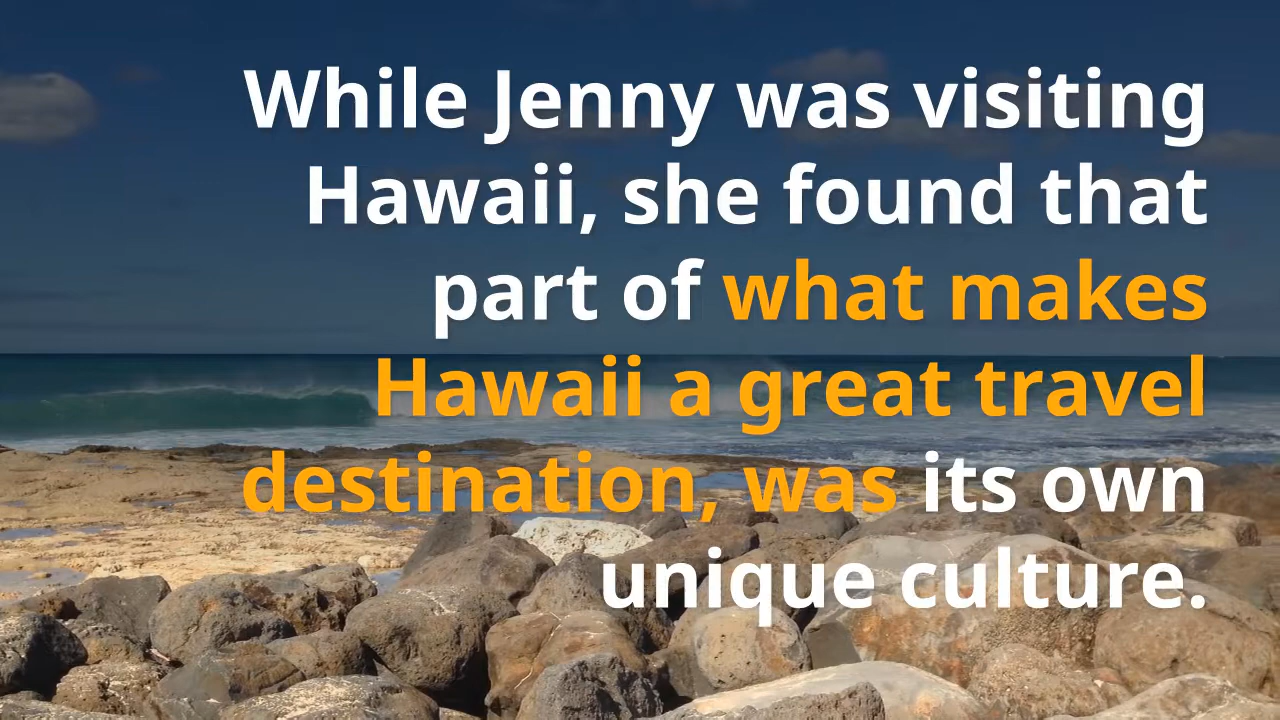 While Jenny was visiting
Hawaii, she found that
part of what makes
Hawaii a great travel
destination, was its own
unique culture.